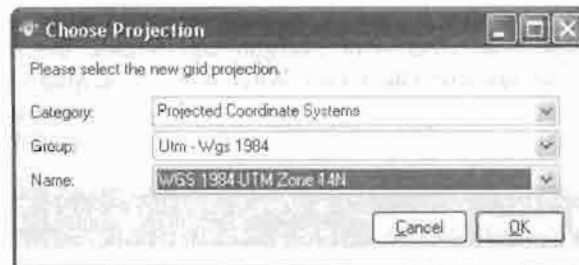 Choose Projection
Please select the new grid projection.
Category: Projected Coordinate Systems
Group: Utm - Wgs 1984
Name: WGS 1984 UTM Zone 14N
Cancel OK